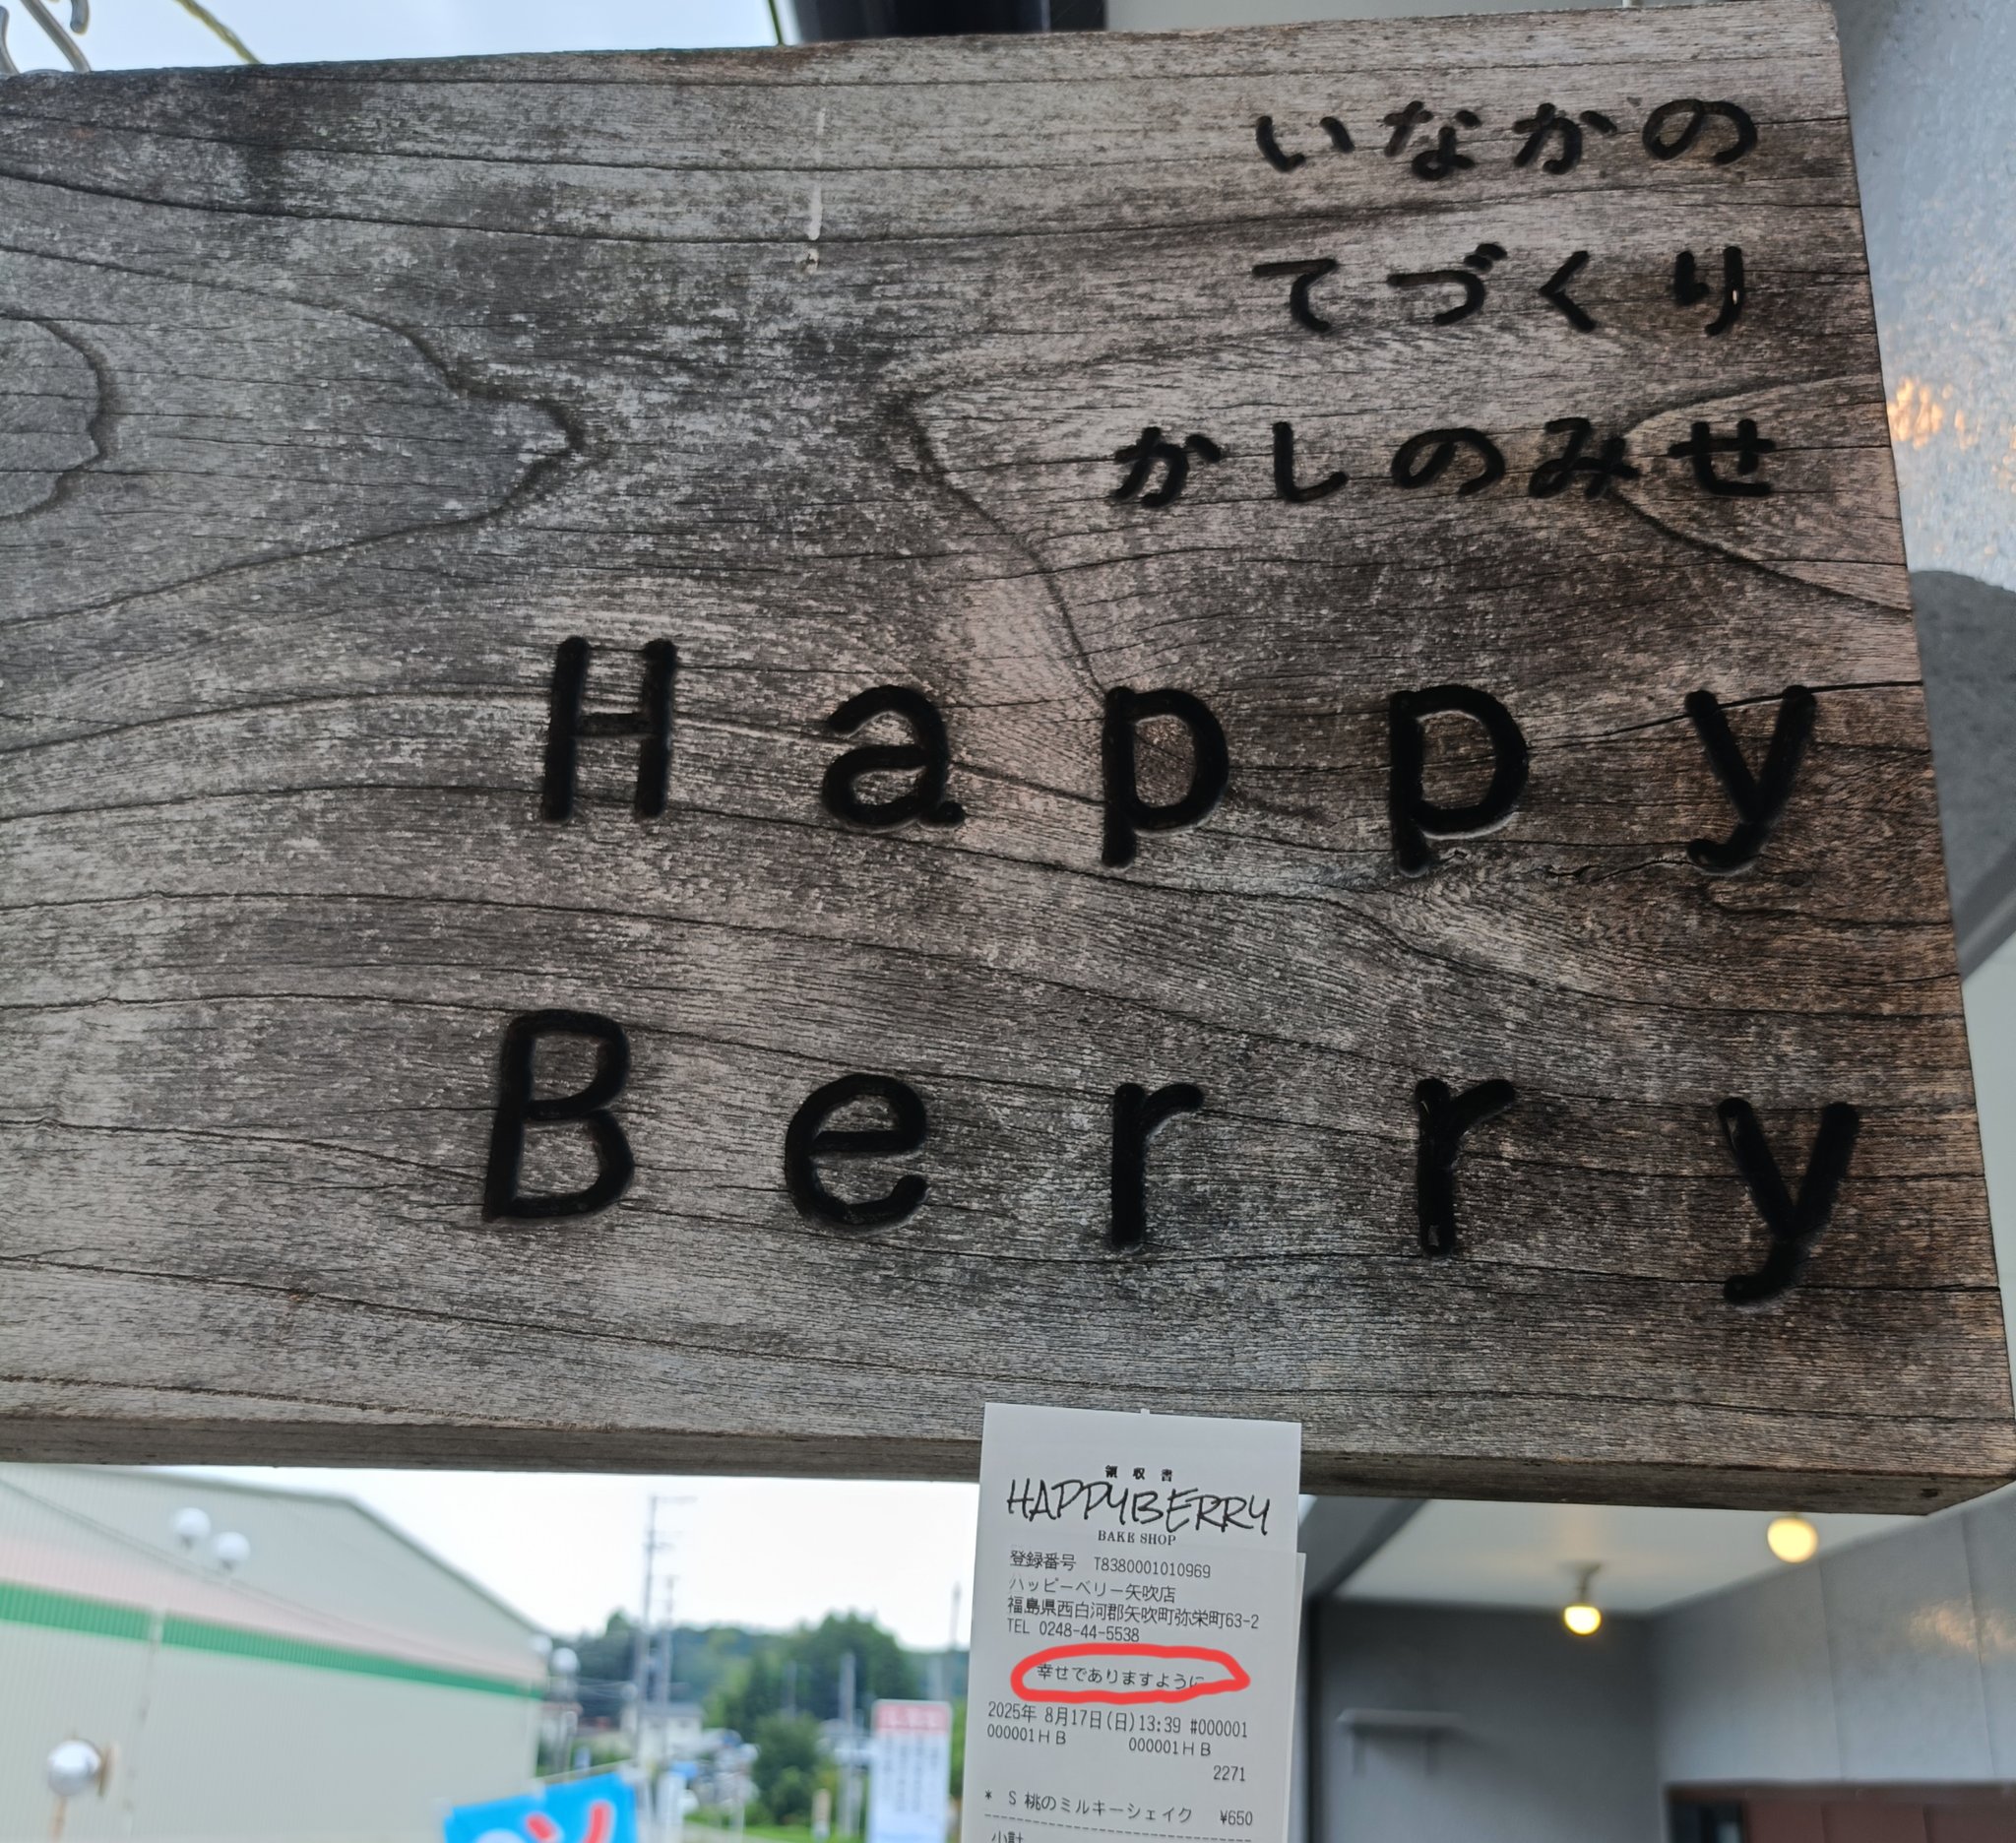 いなかの
てづくり
かしのみせ
Happy
Berry
領収書
HAPPYBERRY
BAKE SHOP
登録番号 T8380001010969
ハッピーベリー矢吹店
福島県西白河郡矢吹町弥栄町63-2
TEL 0248-44-5538
幸せでありますように
2025年 8月17日(日)13:39 #000001
000001HB 000001HB
2271
* S 桃のミルキーシェイク ¥650
小計